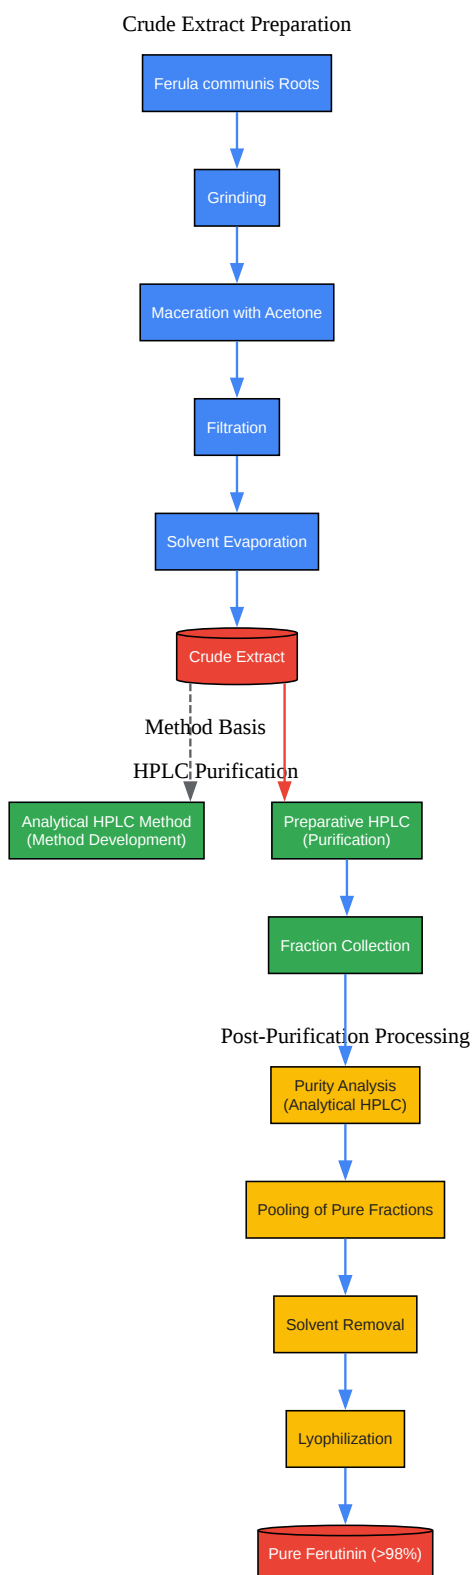 Crude Extract Preparation
Ferula communis Roots
Grinding
Maceration with Acetone
Filtration
Solvent Evaporation
Crude Extract
Method Basis
HPLC Purification
Analytical HPLC Method
(Method Development)
Preparative HPLC
(Purification)
Fraction Collection
Post-Purification Processing
Purity Analysis
(Analytical HPLC)
Pooling of Pure Fractions
Solvent Removal
Lyophilization
Pure Ferutinin (>98%)